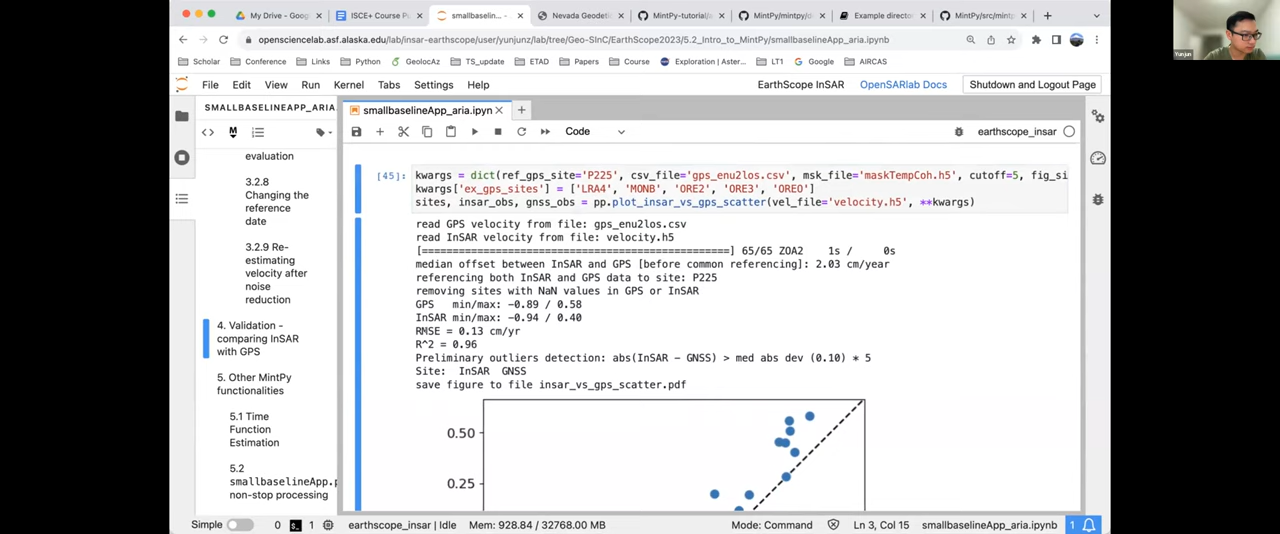 My Drive - Goog
ISCE+ Course P
smallbaseline
Nevada Geodeti
MintPy-tutorial/
MintPy/mintpy/d
Example director
MintPy/src/mintp
opensciencelab.asf.alaska.edu/lab/insar-earthscope/user/yunjunz/lab/tree/Geo-SInC/EarthScope2023/5.2_Intro_to_MintPy/smallbaselineApp_aria.ipynb
Scholar
Conference
Links
Python
GeolocAz
TS_update
ETAD
Papers
Course
Exploration | Aster...
LT1
Google
AIRCAS
File Edit View Run Kernel Tabs Settings Help
EarthScope InSAR
OpenSARlab Docs
Shutdown and Logout Page
SMALLBASELINEAPP_ARIA.
smallbaselineApp_aria.ipyn
Code
earthscope_insar
evaluation
3.2.8
Changing the
reference
date
3.2.9 Re-
estimating
velocity after
noise
reduction
4. Validation -
comparing InSAR
with GPS
5. Other MintPy
functionalities
5.1 Time
Function
Estimation
5.2
smallbaselineApp.p
non-stop processing
[45]:
kwargs = dict(ref_gps_site='P225', csv_file='gps_enu2los.csv', msk_file='maskTempCoh.h5', cutoff=5, fig_si
kwargs['ex_gps_sites'] = ['LRA4', 'MONB', 'ORE2', 'ORE3', 'OREO']
sites, insar_obs, gnss_obs = pp.plot_insar_vs_gps_scatter(vel_file='velocity.h5', **kwargs)
read GPS velocity from file: gps_enu2los.csv
read InSAR velocity from file: velocity.h5
[==================================================] 65/65 ZOA2 1s / 0s
median offset between InSAR and GPS [before common referencing]: 2.03 cm/year
referencing both InSAR and GPS data to site: P225
removing sites with NaN values in GPS or InSAR
GPS min/max: -0.89 / 0.58
InSAR min/max: -0.94 / 0.40
RMSE = 0.13 cm/yr
R^2 = 0.96
Preliminary outliers detection: abs(InSAR - GNSS) > med abs dev (0.10) * 5
Site: InSAR GNSS
save figure to file insar_vs_gps_scatter.pdf
0.50
0.25
Simple
0
1
earthscope_insar | Idle
Mem: 928.84 / 32768.00 MB
Mode: Command
Ln 3, Col 15
smallbaselineApp_aria.ipynb
1
Yunjun